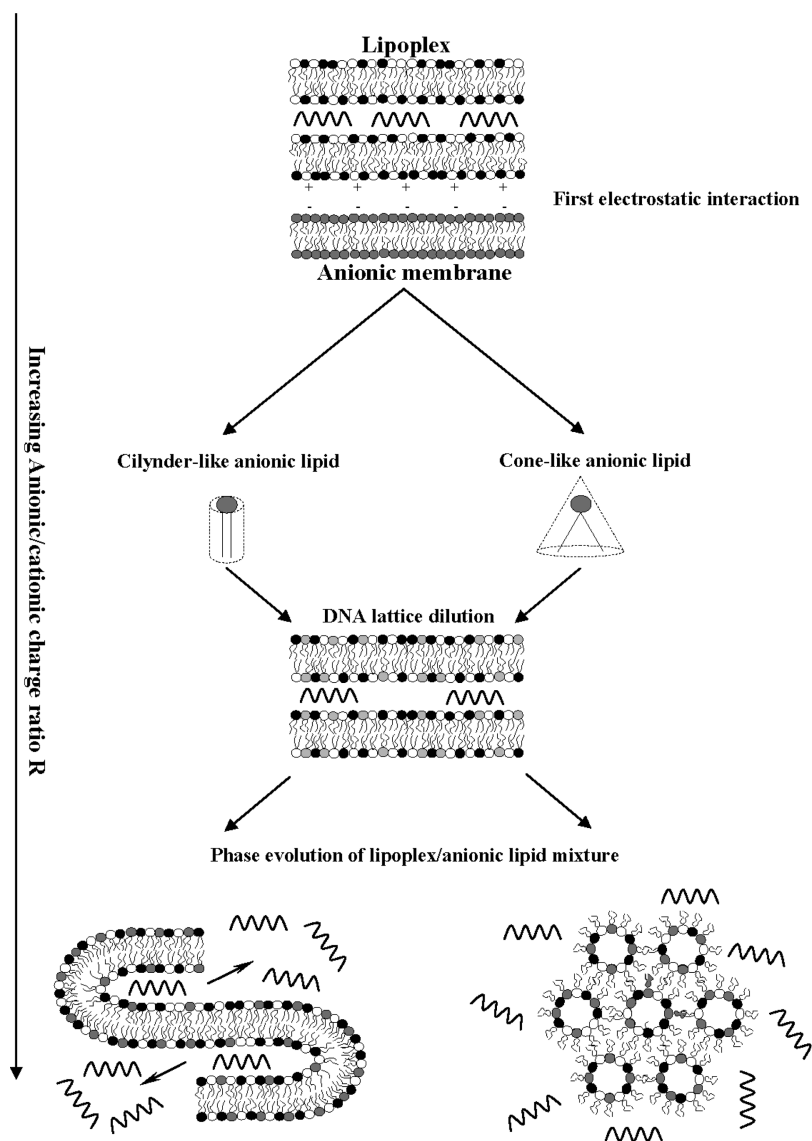 Lipoplex
+ + + + +
- - - - -
First electrostatic interaction
Anionic membrane
Increasing Anionic/cationic charge ratio R
Cilynder-like anionic lipid
Cone-like anionic lipid
DNA lattice dilution
Phase evolution of lipoplex/anionic lipid mixture